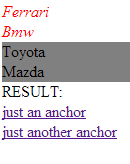 Ferrari
Bmw
Toyota
Mazda
RESULT:
just an anchor
just another anchor